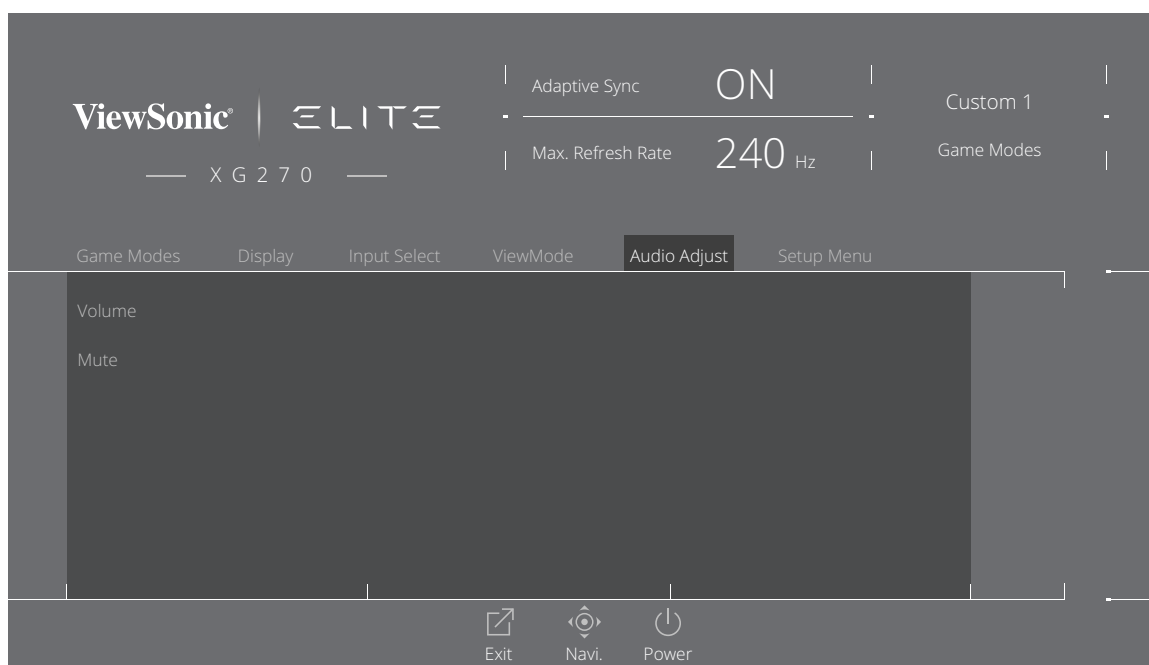 ViewSonic® ELITE
XG270
Adaptive Sync ON
Max. Refresh Rate 240 Hz
Custom 1
Game Modes
Game Modes Display Input Select ViewMode Audio Adjust Setup Menu
Volume
Mute
Exit Navi. Power